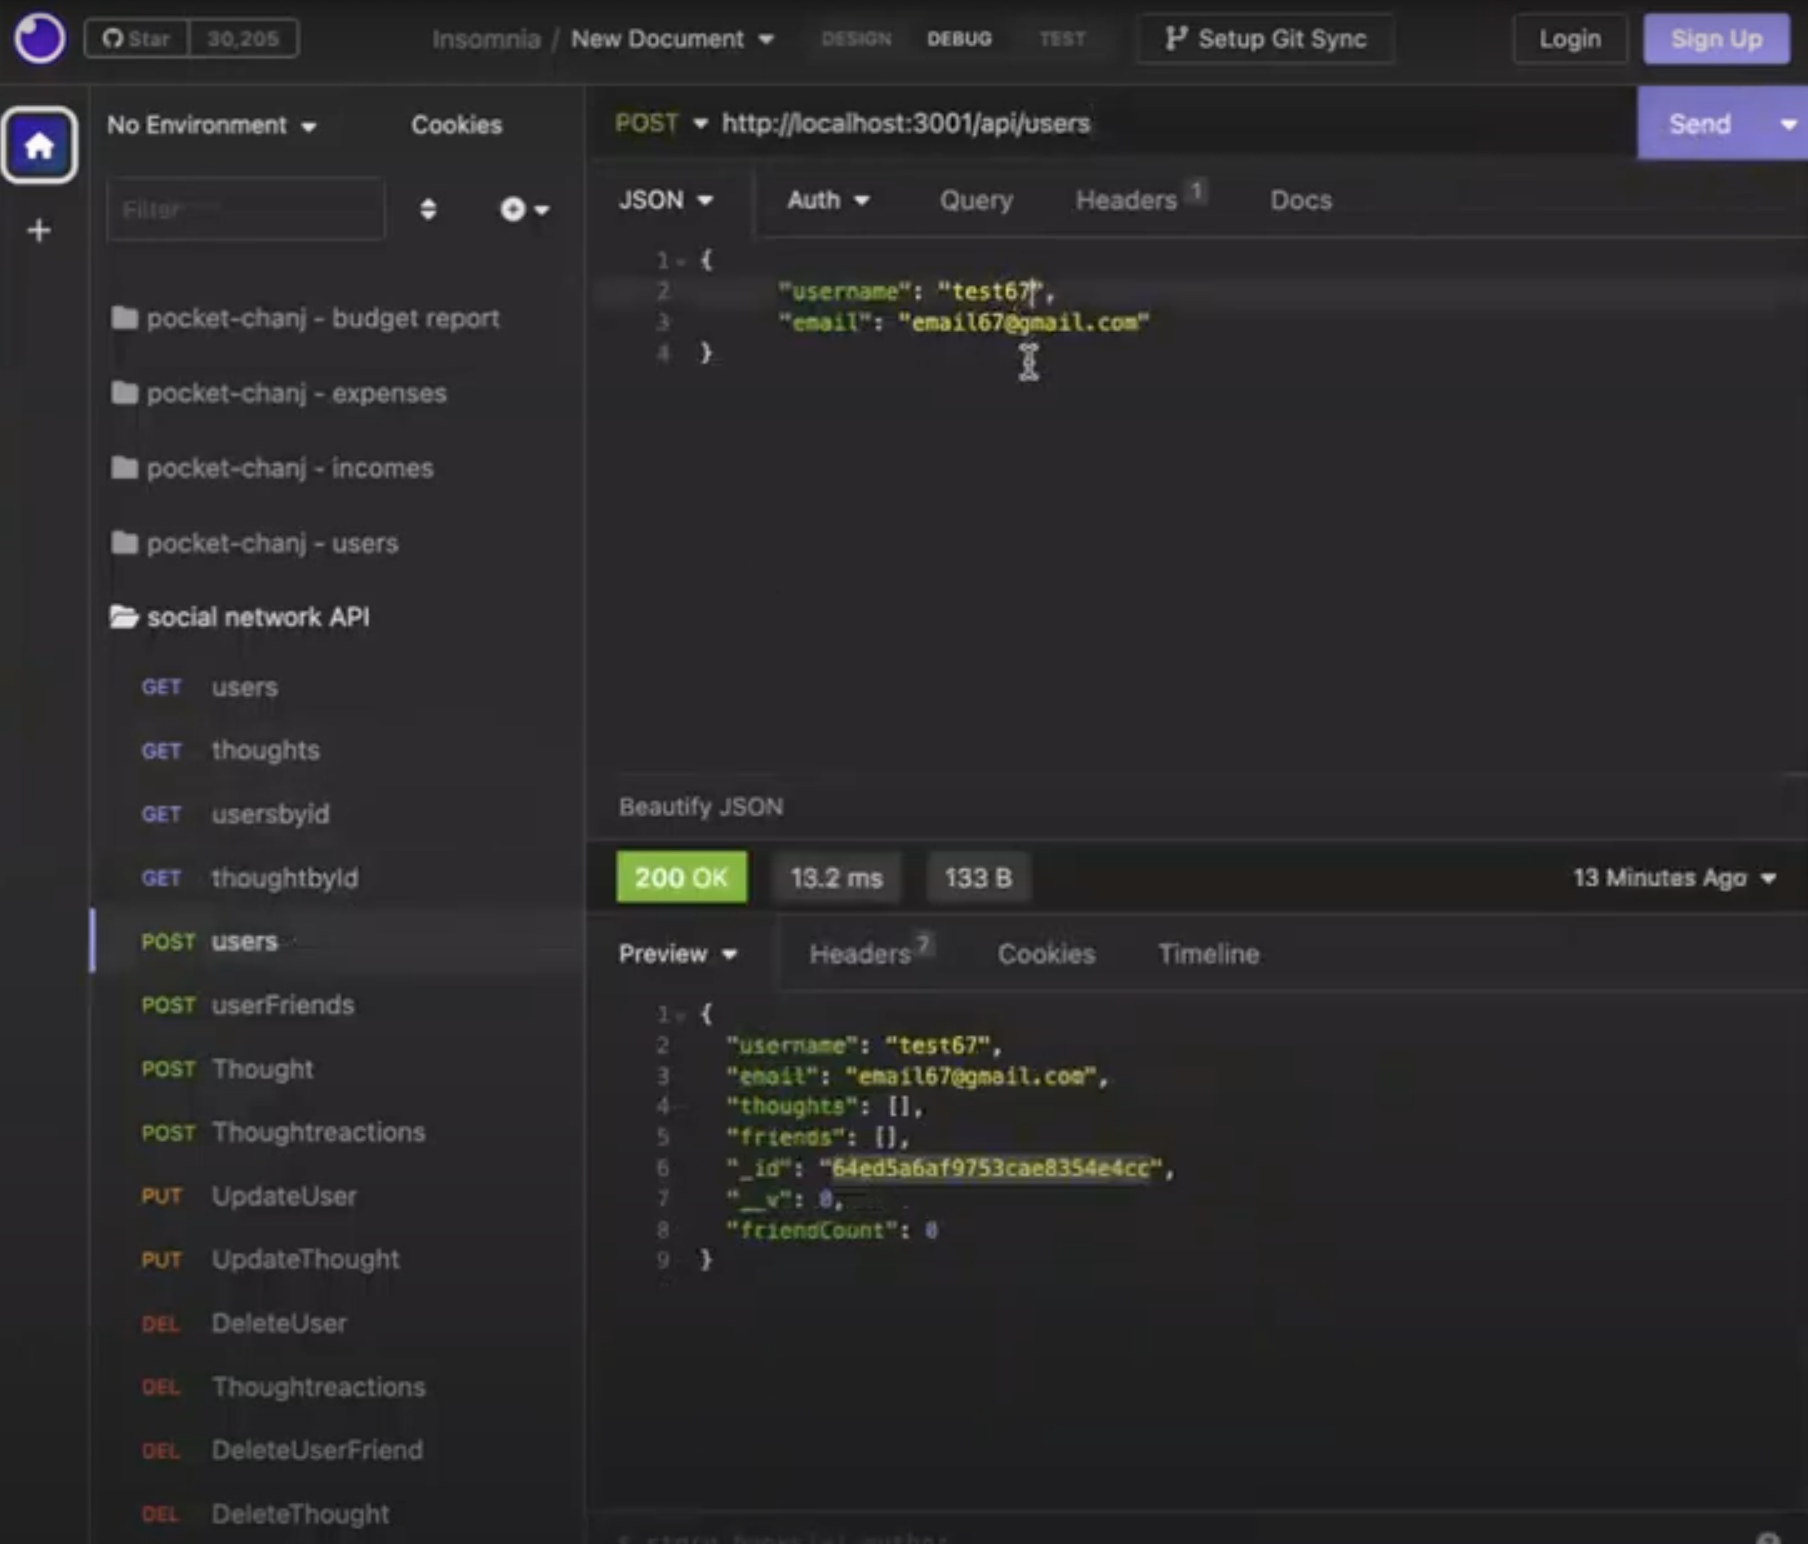 Star 30,205 Insomnia / New Document DESIGN DEBUG TEST Setup Git Sync Login Sign Up
No Environment Cookies
Filter
pocket-chanj - budget report
pocket-chanj - expenses
pocket-chanj - incomes
pocket-chanj - users
social network API
GET users
GET thoughts
GET usersbyid
GET thoughtbyId
POST users
POST userFriends
POST Thought
POST Thoughtreactions
PUT UpdateUser
PUT UpdateThought
DEL DeleteUser
DEL Thoughtreactions
DEL DeleteUserFriend
DEL DeleteThought
POST http://localhost:3001/api/users Send
JSON Auth Query Headers 1 Docs
1 {
2 "username": "test67",
3 "email": "email67@gmail.com"
4 }
Beautify JSON
200 OK 13.2 ms 133 B 13 Minutes Ago
Preview Headers 7 Cookies Timeline
1 {
2 "username": "test67",
3 "email": "email67@gmail.com",
4 "thoughts": [],
5 "friends": [],
6 "_id": "64ed5a6af9753cae8354e4cc",
7 "__v": 0,
8 "friendCount": 0
9 }